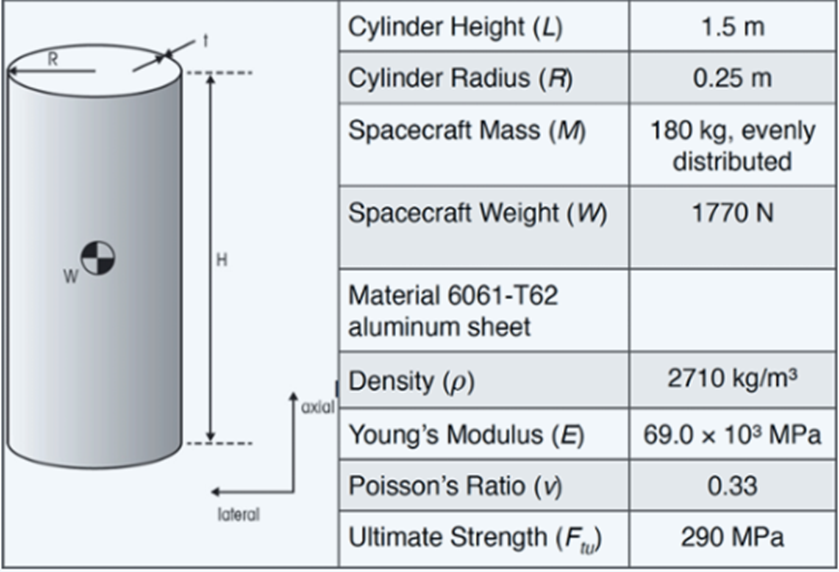 R
t
H
W
axial
lateral
Cylinder Height (L) 1.5 m
Cylinder Radius (R) 0.25 m
Spacecraft Mass (M) 180 kg, evenly
distributed
Spacecraft Weight (W) 1770 N
Material 6061-T62
aluminum sheet
Density (ρ) 2710 kg/m³
Young's Modulus (E) 69.0 × 10³ MPa
Poisson's Ratio (v) 0.33
Ultimate Strength (Fₜᵤ) 290 MPa